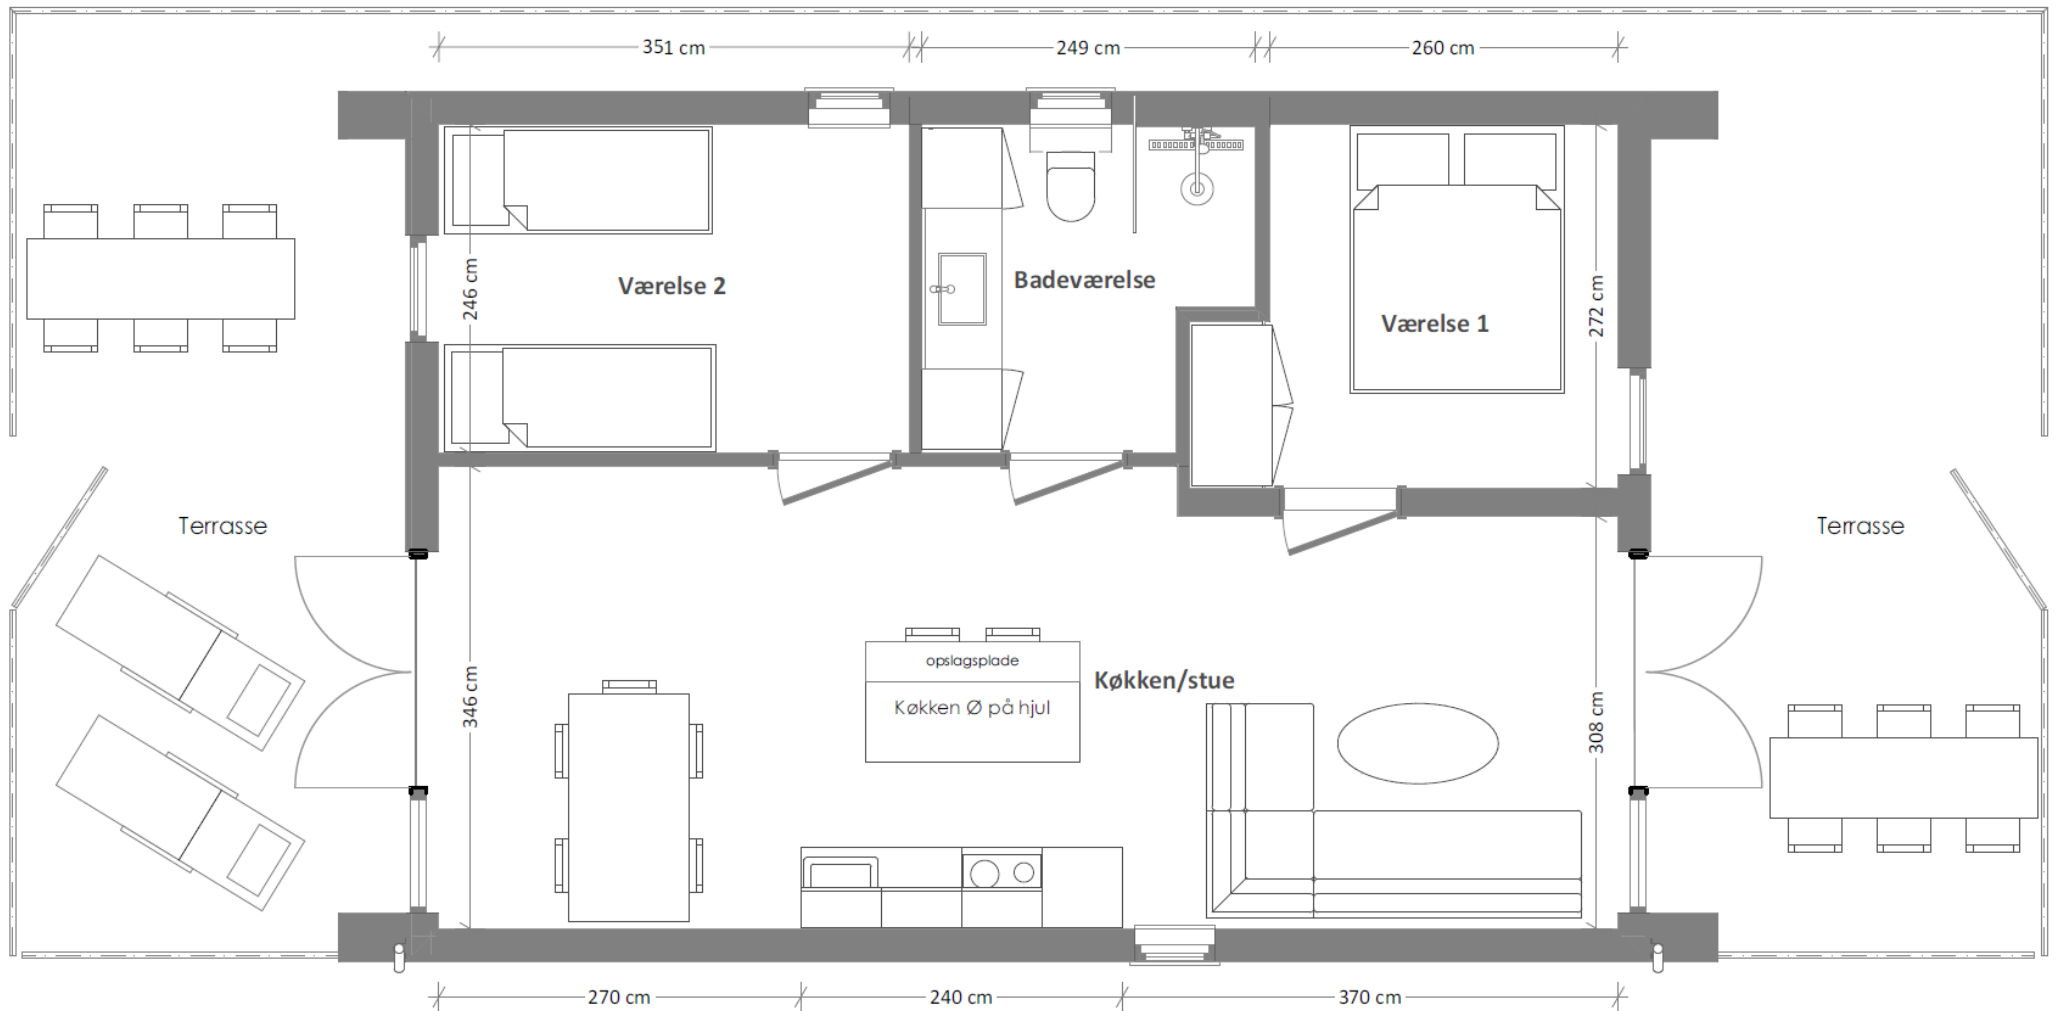 351 cm
249 cm
260 cm
246 cm
Værelse 2
Badeværelse
272 cm
Værelse 1
Terrasse
Terrasse
opslagsplade
Køkken Ø på hjul
Køkken/stue
346 cm
308 cm
270 cm
240 cm
370 cm